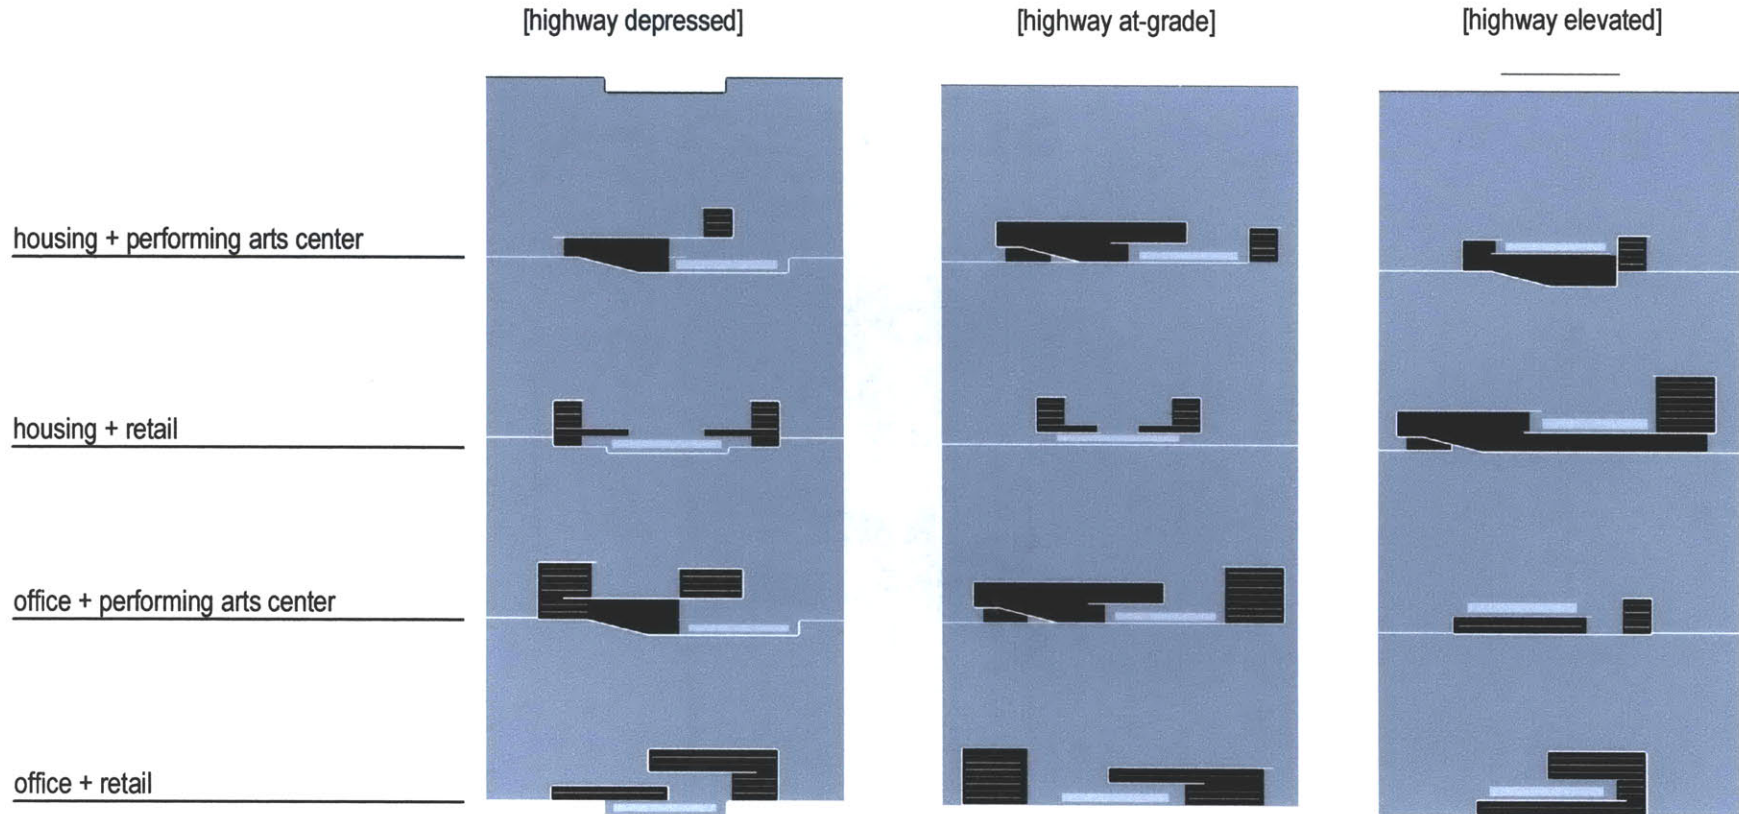 [highway depressed]
[highway at-grade]
[highway elevated]
housing + performing arts center
housing + retail
office + performing arts center
office + retail